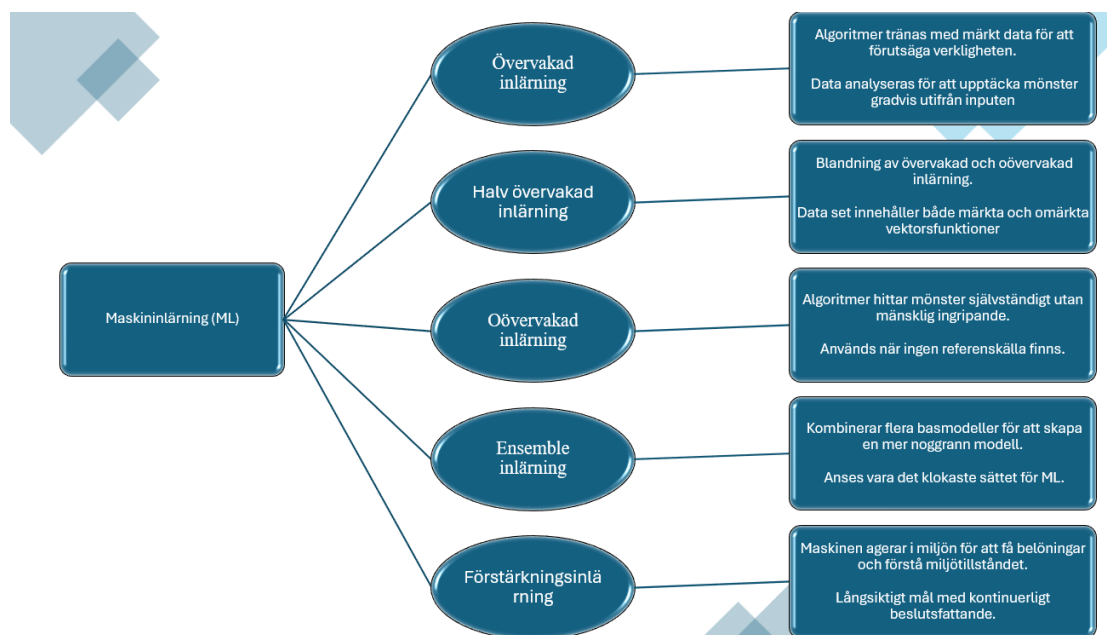 Maskininlärning (ML)
Övervakad
inlärning
Algoritmer tränas med märkt data för att
förutsäga verkligheten.
Data analyseras för att upptäcka mönster
gradvis utifrån inputen
Halv övervakad
inlärning
Blandning av övervakad och oövervakad
inlärning.
Data set innehåller både märkta och omärkta
vektorsfunktioner
Oövervakad
inlärning
Algoritmer hittar mönster självständigt utan
mänsklig ingripande.
Används när ingen referenskälla finns.
Ensemble
inlärning
Kombinerar flera basmodeller för att skapa
en mer noggrann modell.
Anses vara det klokaste sättet för ML.
Förstärkningsinlä
rning
Maskinen agerar i miljön för att få belöningar
och förstå miljötillståndet.
Långsiktigt mål med kontinuerligt
beslutsfattande.